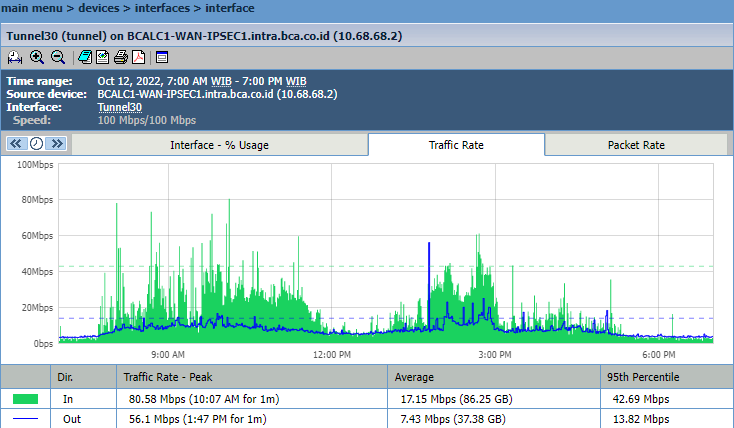 main menu > devices > interfaces > interface
Tunnel30 (tunnel) on BCALC1-WAN-IPSEC1.intra.bca.co.id (10.68.68.2)
Time range: Oct 12, 2022, 7:00 AM WIB - 7:00 PM WIB
Source device: BCALC1-WAN-IPSEC1.intra.bca.co.id (10.68.68.2)
Interface: Tunnel30
Speed: 100 Mbps/100 Mbps
Interface - % Usage Traffic Rate Packet Rate
100Mbps
80Mbps
60Mbps
40Mbps
20Mbps
0bps
9:00 AM 12:00 PM 3:00 PM 6:00 PM
Dir. Traffic Rate - Peak Average 95th Percentile
In 80.58 Mbps (10:07 AM for 1m) 17.15 Mbps (86.25 GB) 42.69 Mbps
Out 56.1 Mbps (1:47 PM for 1m) 7.43 Mbps (37.38 GB) 13.82 Mbps